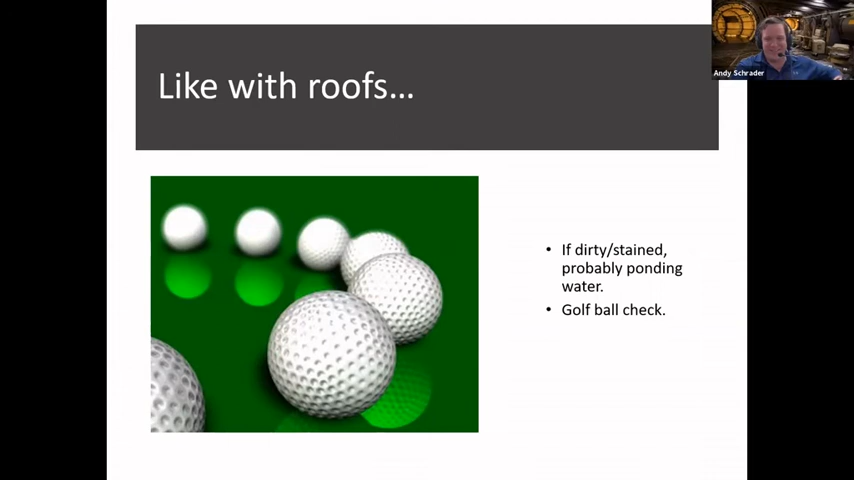 Andy Schrader
Like with roofs...
• If dirty/stained,
probably ponding
water.
• Golf ball check.